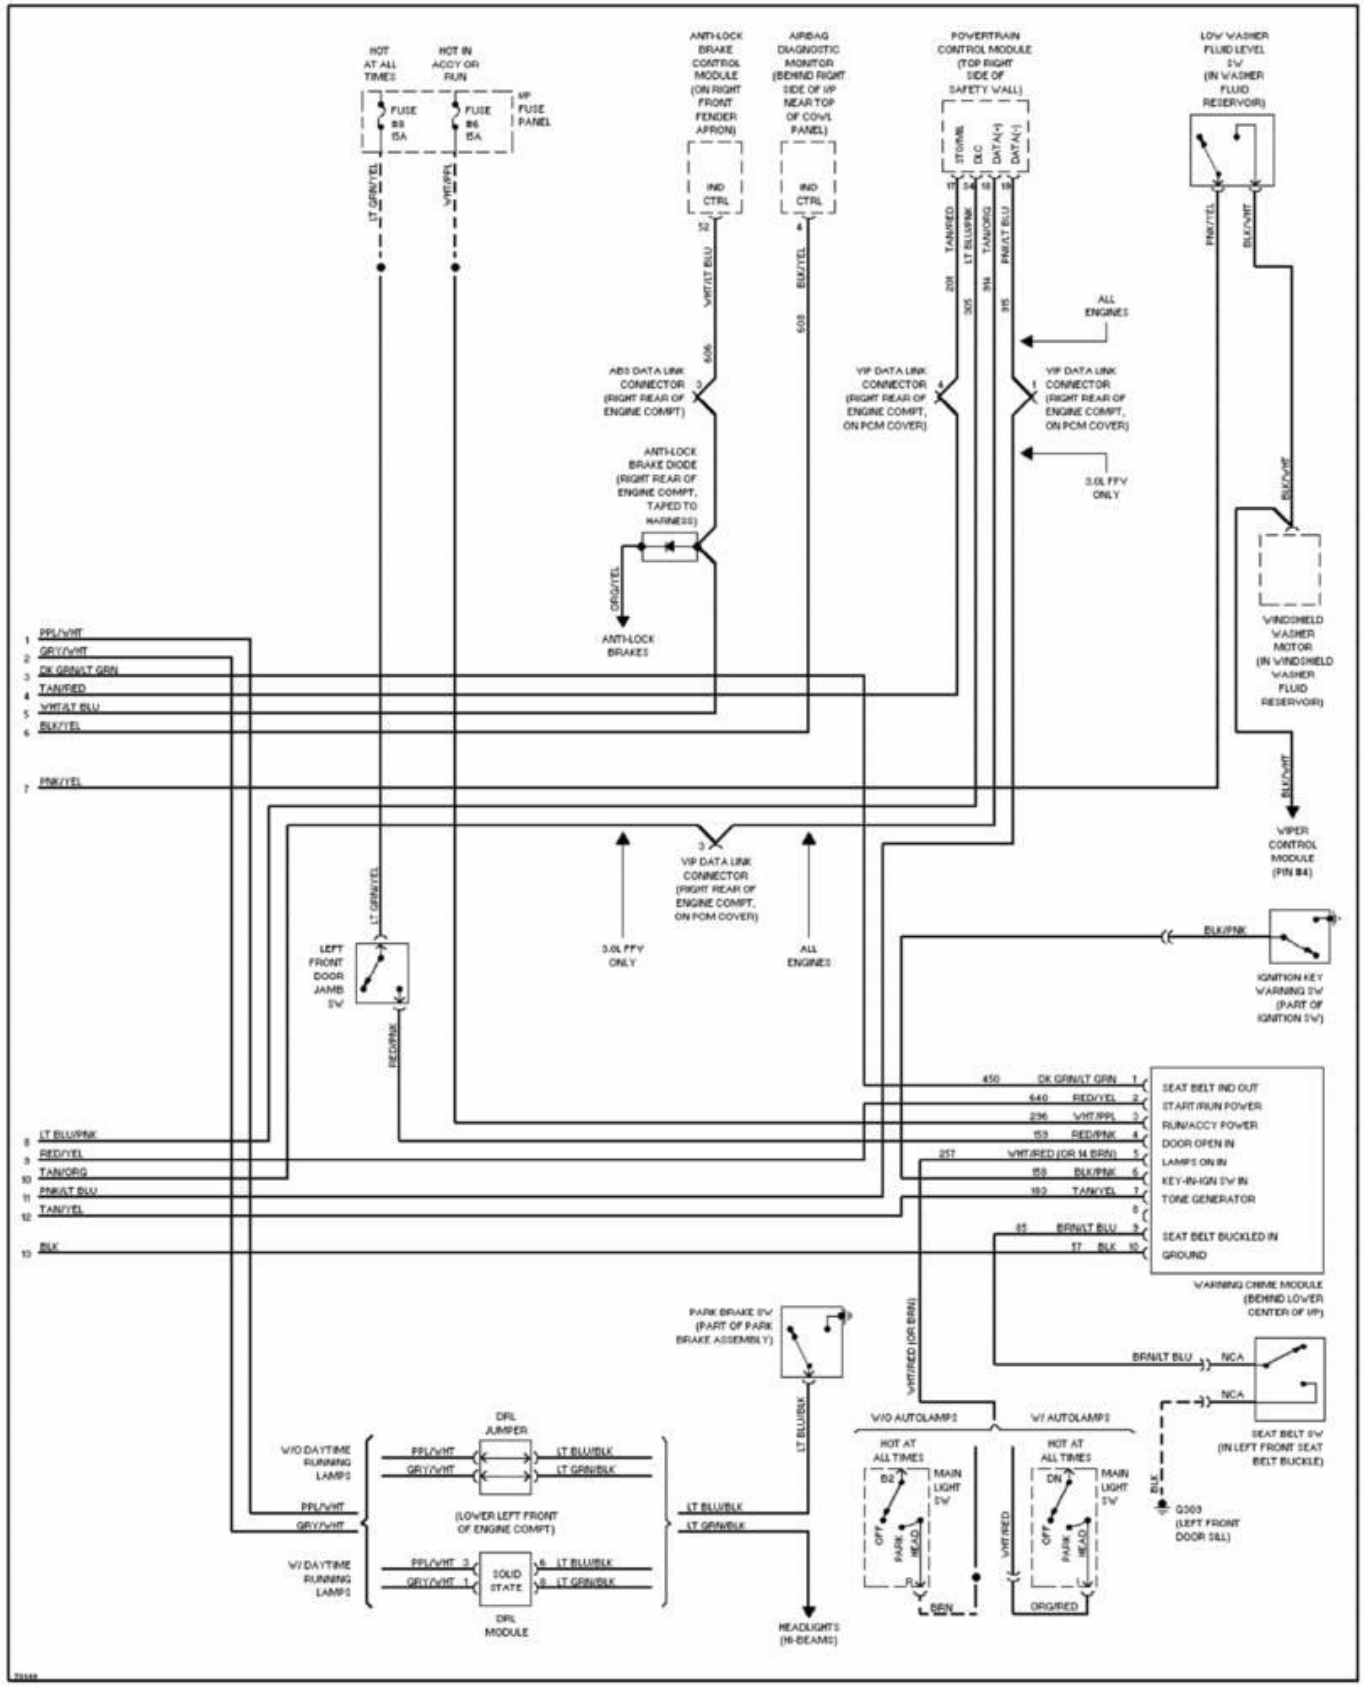 HOT
AT ALL
TIMES
HOT IN
ACCY OR
RUN
FUSE
#8
15A
FUSE
#6
15A
I/P
FUSE
PANEL
LT GRN/YEL
WHT/PPL
ANTI-LOCK
BRAKE
CONTROL
MODULE
(ON RIGHT
FRONT
FENDER
APRON)
IND
CTRL
52
WHT/LT BLU
606
AIRBAG
DIAGNOSTIC
MONITOR
(BEHIND RIGHT
SIDE OF I/P
NEAR TOP
OF COWL
PANEL)
IND
CTRL
4
BLK/YEL
608
POWERTRAIN
CONTROL MODULE
(TOP RIGHT
SIDE OF
SAFETY WALL)
STO/MIL
DLC
DATA(+)
DATA(-)
17
18
19
TAN/RED
LT BLU/PNK
TAN/ORG
PNK/LT BLU
201
305
914
915
LOW WASHER
FLUID LEVEL
SW
(IN WASHER
FLUID
RESERVOIR)
PNK/YEL
BLK/WHT
ALL
ENGINES
ABS DATA LINK
CONNECTOR 3
(RIGHT REAR OF
ENGINE COMPT)
VIP DATA LINK
CONNECTOR 4
(RIGHT REAR OF
ENGINE COMPT,
ON PCM COVER)
VIP DATA LINK
1 CONNECTOR
(RIGHT REAR OF
ENGINE COMPT,
ON PCM COVER)
ANTI-LOCK
BRAKE DIODE
(RIGHT REAR OF
ENGINE COMPT,
TAPED TO
HARNESS)
3.0L FFV
ONLY
BLK/WHT
ORG/YEL
ANTI-LOCK
BRAKES
WINDSHIELD
WASHER
MOTOR
(IN WINDSHIELD
WASHER
FLUID
RESERVOIR)
1 PPL/WHT
2 GRY/WHT
3 DK GRN/LT GRN
4 TAN/RED
5 WHT/LT BLU
6 BLK/YEL
7 PNK/YEL
BLK/WHT
WIPER
CONTROL
MODULE
(PIN #4)
3
VIP DATA LINK
CONNECTOR
(RIGHT REAR OF
ENGINE COMPT,
ON PCM COVER)
3.0L FFV
ONLY
ALL
ENGINES
LT GRN/YEL
LEFT
FRONT
DOOR
JAMB
SW
RED/PNK
BLK/PNK
IGNITION KEY
WARNING SW
(PART OF
IGNITION SW)
8 LT BLU/PNK
9 RED/YEL
10 TAN/ORG
11 PNK/LT BLU
12 TAN/YEL
13 BLK
450 DK GRN/LT GRN 1 SEAT BELT IND OUT
640 RED/YEL 2 START/RUN POWER
296 WHT/PPL 3 RUN/ACCY POWER
159 RED/PNK 4 DOOR OPEN IN
257 WHT/RED (OR 14 BRN) 5 LAMPS ON IN
158 BLK/PNK 6 KEY-IN-IGN SW IN
183 TAN/YEL 7 TONE GENERATOR
8
85 BRN/LT BLU 9 SEAT BELT BUCKLED IN
57 BLK 10 GROUND
WARNING CHIME MODULE
(BEHIND LOWER
CENTER OF I/P)
PARK BRAKE SW
(PART OF PARK
BRAKE ASSEMBLY)
LT BLU/BLK
WHT/RED (OR BRN)
BRN/LT BLU NCA
NCA
SEAT BELT SW
(IN LEFT FRONT SEAT
BELT BUCKLE)
BLK
G303
(LEFT FRONT
DOOR SILL)
DRL
JUMPER
W/O DAYTIME
RUNNING
LAMPS
PPL/WHT LT BLU/BLK
GRY/WHT LT GRN/BLK
PPL/WHT
GRY/WHT
(LOWER LEFT FRONT
OF ENGINE COMPT)
LT BLU/BLK
LT GRN/BLK
W/ DAYTIME
RUNNING
LAMPS
PPL/WHT 3
GRY/WHT 1
SOLID
STATE
6 LT BLU/BLK
8 LT GRN/BLK
DRL
MODULE
HEADLIGHTS
(HI-BEAMS)
W/O AUTOLAMPS
W/ AUTOLAMPS
HOT AT
ALL TIMES
B2
OFF
PARK
HEAD
R
MAIN
LIGHT
SW
BRN
WHT/RED
HOT AT
ALL TIMES
DN
OFF
PARK
HEAD
MAIN
LIGHT
SW
ORG/RED